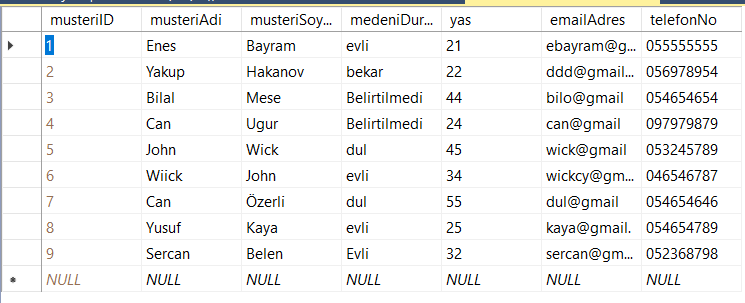 musteriID musteriAdi musteriSoy... medeniDur... yas emailAdres telefonNo
1 Enes Bayram evli 21 ebayram@g... 055555555
2 Yakup Hakanov bekar 22 ddd@gmail... 056978954
3 Bilal Mese Belirtilmedi 44 bilo@gmail 054654654
4 Can Ugur Belirtilmedi 24 can@gmail 097979879
5 John Wick dul 45 wick@gmail 053245789
6 Wiick John evli 34 wickcy@gm... 046546787
7 Can Özerli dul 55 dul@gmail 054654646
8 Yusuf Kaya evli 25 kaya@gmail. 054654789
9 Sercan Belen Evli 32 sercan@gm... 052368798
NULL NULL NULL NULL NULL NULL NULL